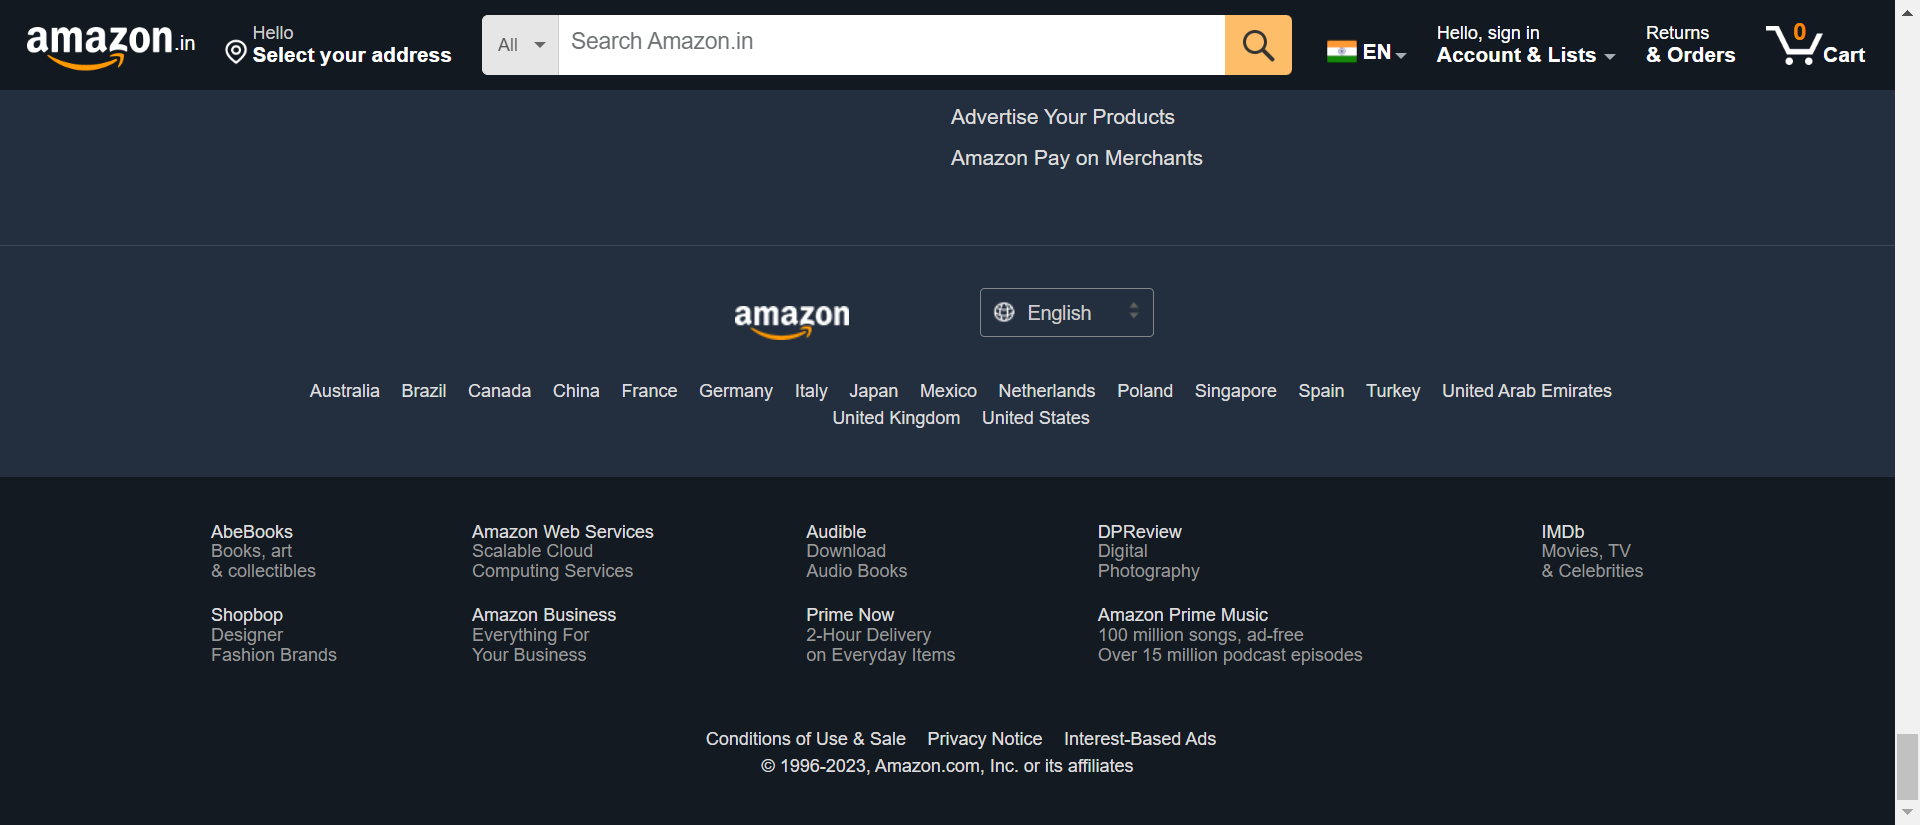 amazon.in
Hello
Select your address
All
Search Amazon.in
EN
Hello, sign in
Account & Lists
Returns
& Orders
0
Cart
Advertise Your Products
Amazon Pay on Merchants
amazon
English
Australia Brazil Canada China France Germany Italy Japan Mexico Netherlands Poland Singapore Spain Turkey United Arab Emirates
United Kingdom United States
AbeBooks
Books, art
& collectibles
Amazon Web Services
Scalable Cloud
Computing Services
Audible
Download
Audio Books
DPReview
Digital
Photography
IMDb
Movies, TV
& Celebrities
Shopbop
Designer
Fashion Brands
Amazon Business
Everything For
Your Business
Prime Now
2-Hour Delivery
on Everyday Items
Amazon Prime Music
100 million songs, ad-free
Over 15 million podcast episodes
Conditions of Use & Sale Privacy Notice Interest-Based Ads
© 1996-2023, Amazon.com, Inc. or its affiliates